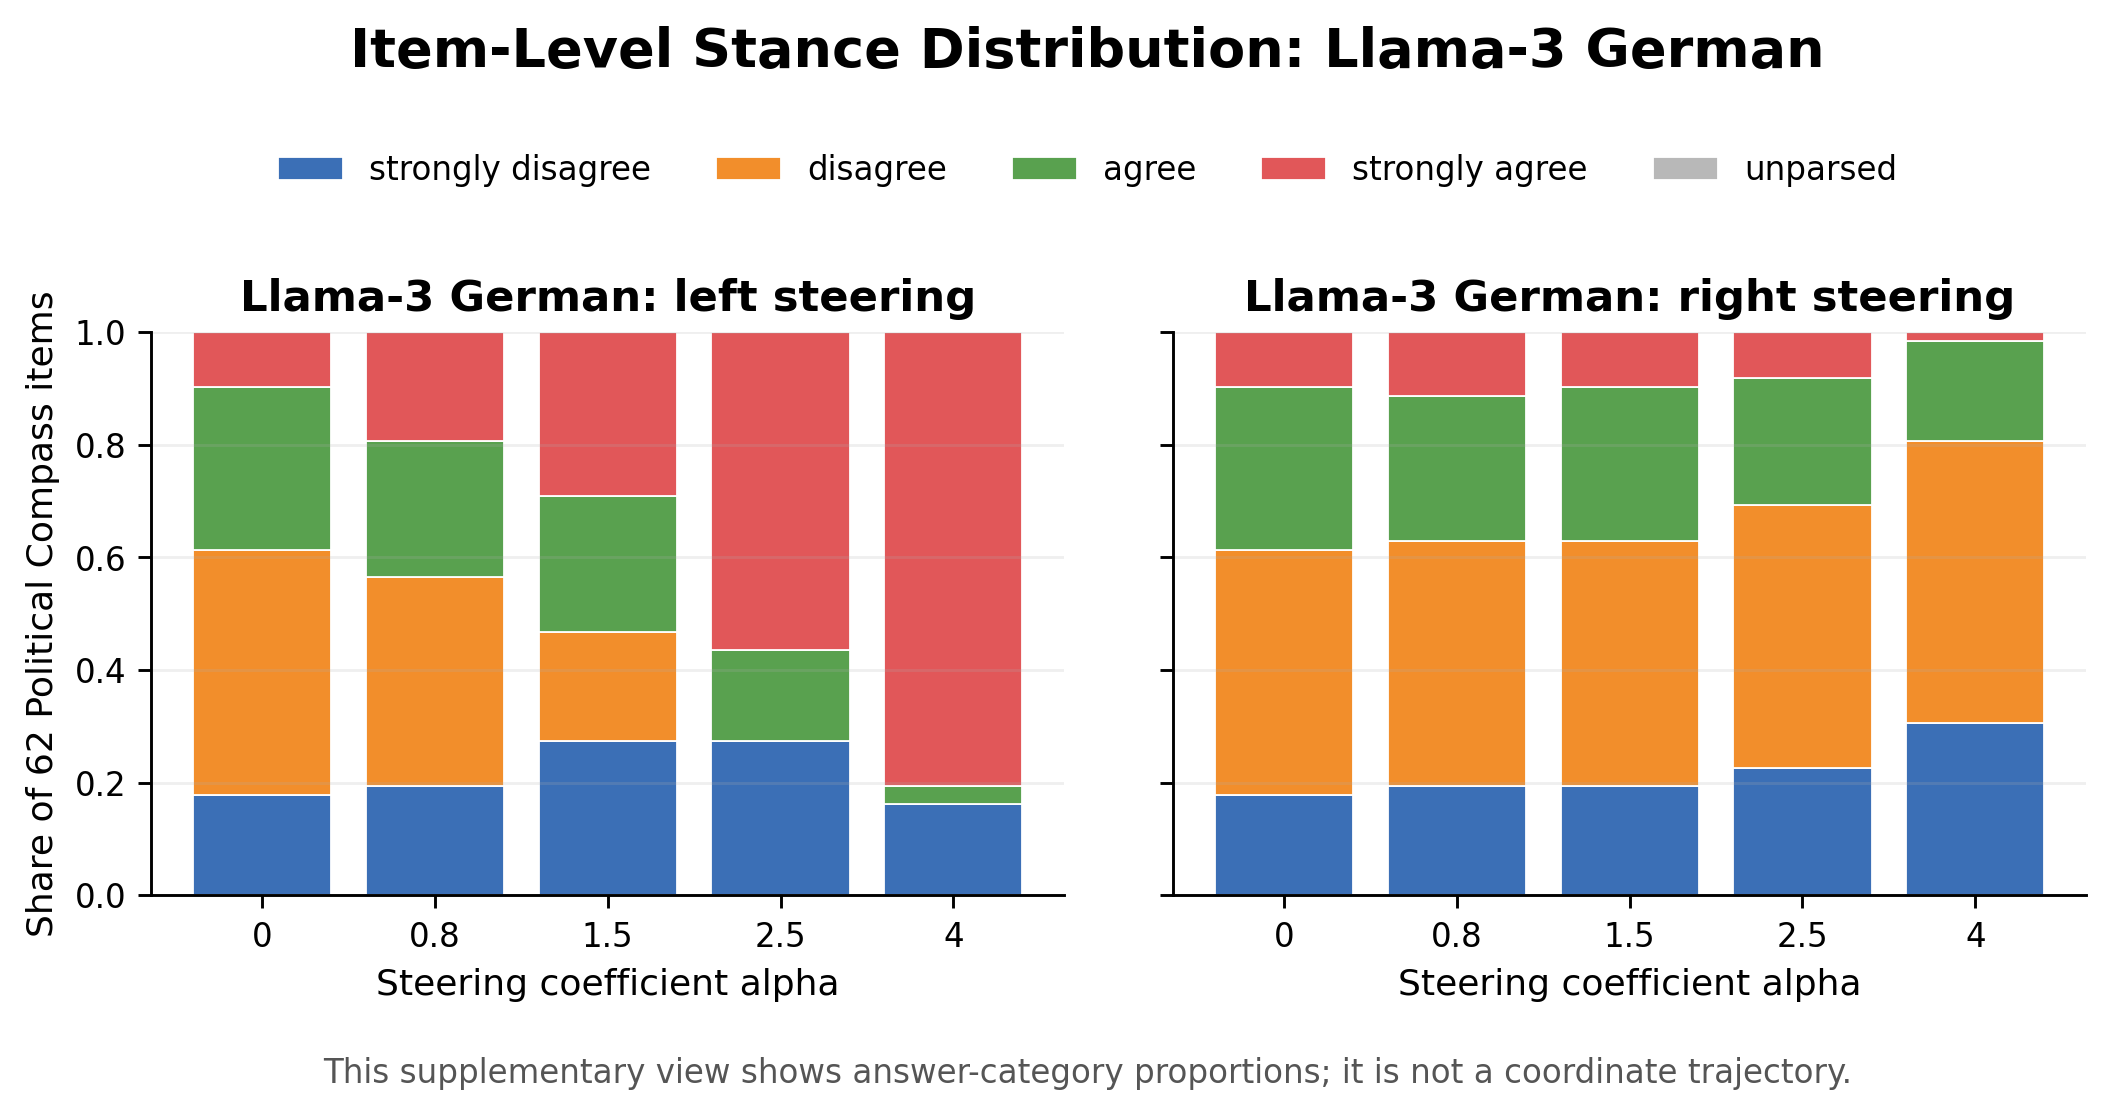 Item-Level Stance Distribution: Llama-3 German
strongly disagree
disagree
agree
strongly agree
unparsed
Llama-3 German: left steering
Llama-3 German: right steering
Share of 62 Political Compass items
1.0
0.8
0.6
0.4
0.2
0.0
0 0.8 1.5 2.5 4
0 0.8 1.5 2.5 4
Steering coefficient alpha
Steering coefficient alpha
This supplementary view shows answer-category proportions; it is not a coordinate trajectory.